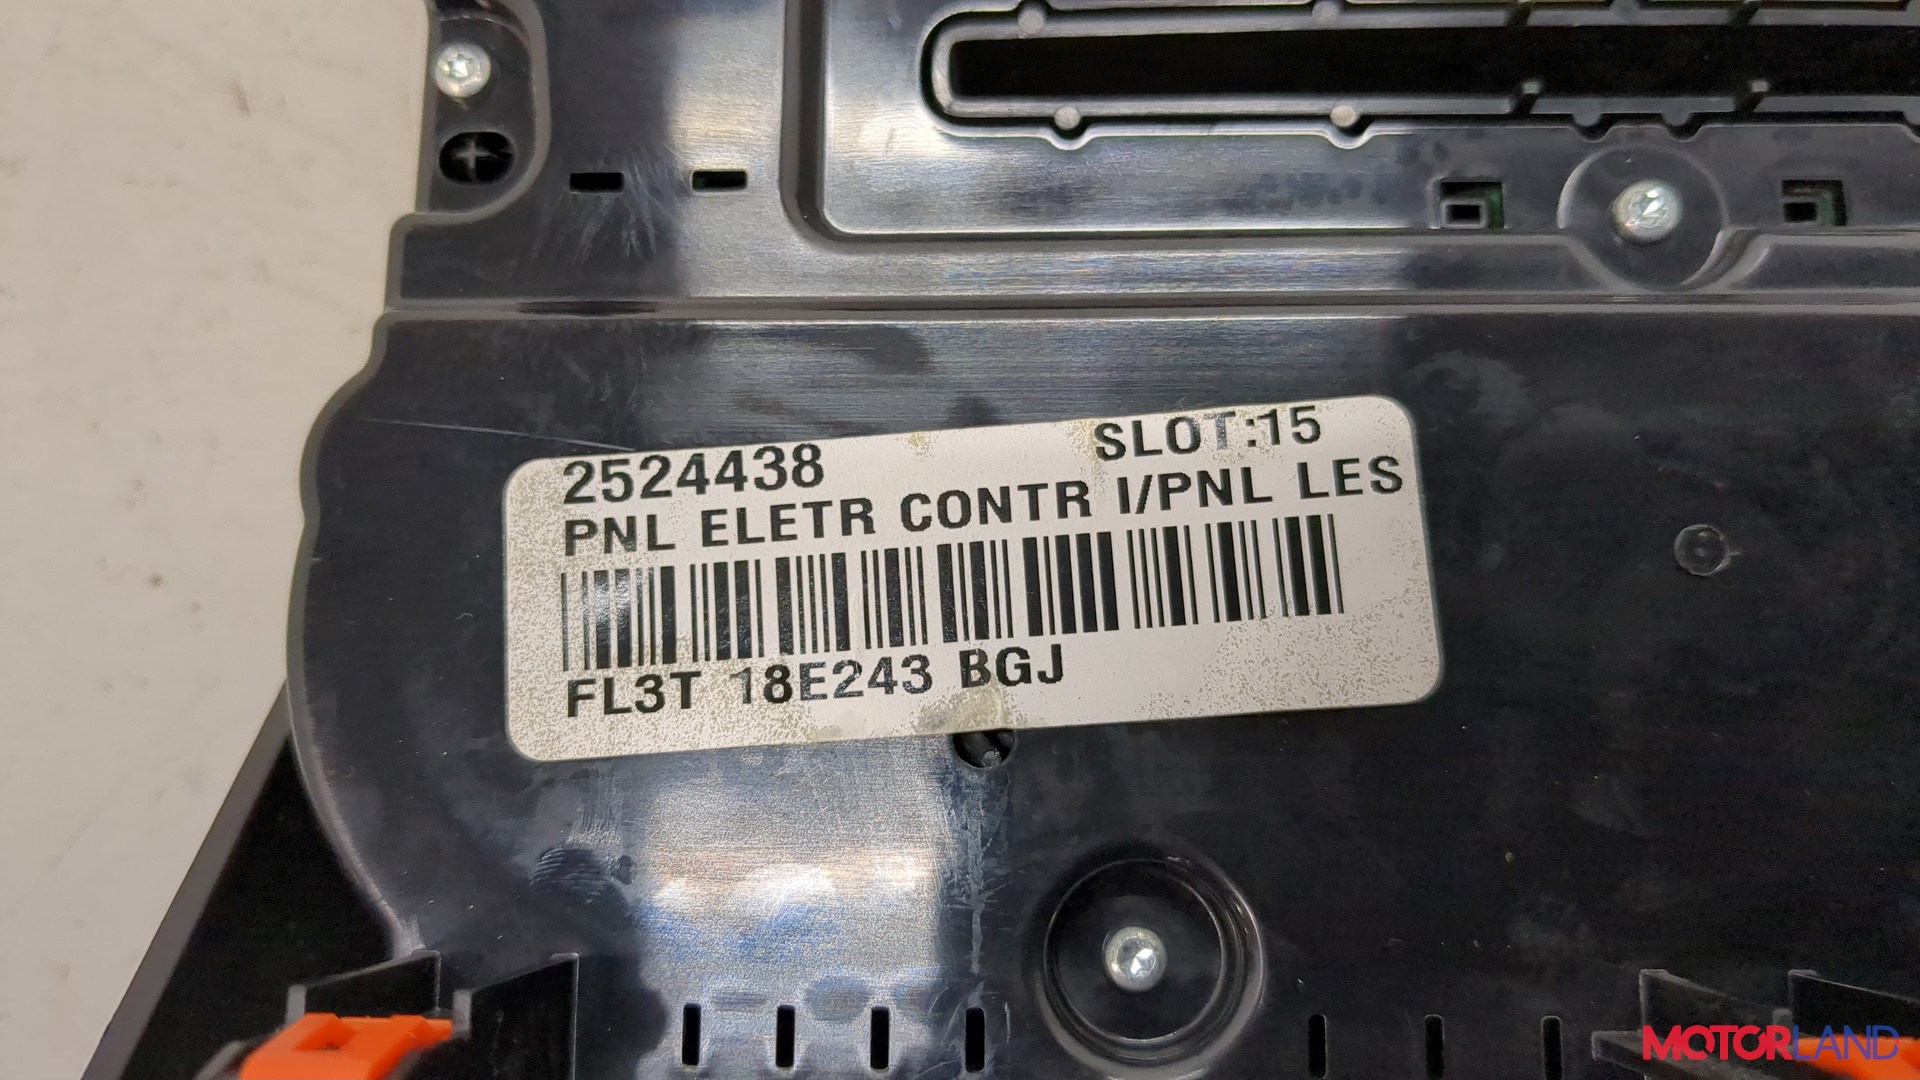 2524438 SLOT:15
PNL ELETR CONTR I/PNL LES
FL3T 18E243 BGJ
MOTORLAND